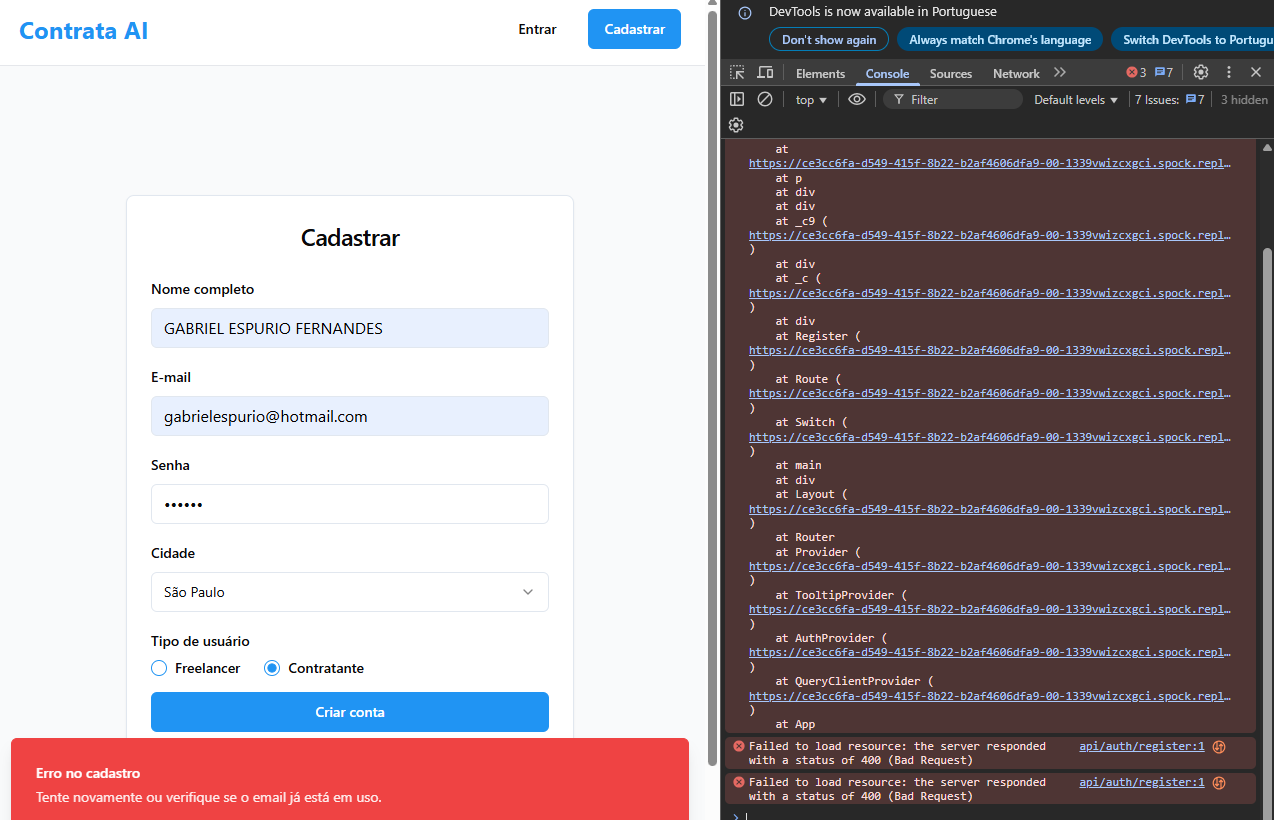 Contrata AI
Entrar
Cadastrar
Cadastrar
Nome completo
GABRIEL ESPURIO FERNANDES
E-mail
gabrielespurio@hotmail.com
Senha
••••••
Cidade
São Paulo
Tipo de usuário
Freelancer
Contratante
Criar conta
Erro no cadastro
Tente novamente ou verifique se o email já está em uso.
DevTools is now available in Portuguese
Don't show again
Always match Chrome's language
Switch DevTools to Portugu
Elements
Console
Sources
Network
3
7
top
Filter
Default levels
7 Issues:
7
3 hidden
at
https://ce3cc6fa-d549-415f-8b22-b2af4606dfa9-00-1339vwizcxgci.spock.repl…
at p
at div
at div
at _c9 (
https://ce3cc6fa-d549-415f-8b22-b2af4606dfa9-00-1339vwizcxgci.spock.repl…
)
at div
at _c (
https://ce3cc6fa-d549-415f-8b22-b2af4606dfa9-00-1339vwizcxgci.spock.repl…
)
at div
at Register (
https://ce3cc6fa-d549-415f-8b22-b2af4606dfa9-00-1339vwizcxgci.spock.repl…
)
at Route (
https://ce3cc6fa-d549-415f-8b22-b2af4606dfa9-00-1339vwizcxgci.spock.repl…
)
at Switch (
https://ce3cc6fa-d549-415f-8b22-b2af4606dfa9-00-1339vwizcxgci.spock.repl…
)
at main
at div
at Layout (
https://ce3cc6fa-d549-415f-8b22-b2af4606dfa9-00-1339vwizcxgci.spock.repl…
)
at Router
at Provider (
https://ce3cc6fa-d549-415f-8b22-b2af4606dfa9-00-1339vwizcxgci.spock.repl…
)
at TooltipProvider (
https://ce3cc6fa-d549-415f-8b22-b2af4606dfa9-00-1339vwizcxgci.spock.repl…
)
at AuthProvider (
https://ce3cc6fa-d549-415f-8b22-b2af4606dfa9-00-1339vwizcxgci.spock.repl…
)
at QueryClientProvider (
https://ce3cc6fa-d549-415f-8b22-b2af4606dfa9-00-1339vwizcxgci.spock.repl…
)
at App
Failed to load resource: the server responded api/auth/register:1
with a status of 400 (Bad Request)
Failed to load resource: the server responded api/auth/register:1
with a status of 400 (Bad Request)